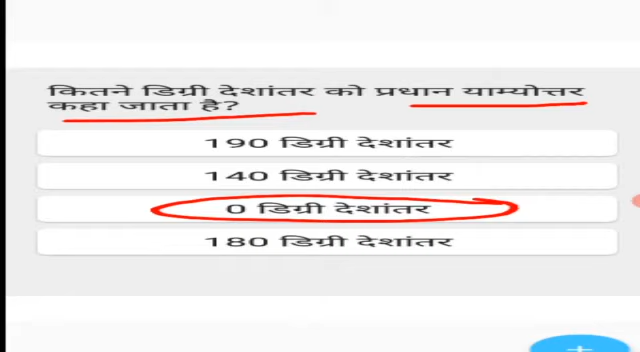 कितने डिग्री देशांतर को प्रधान याम्योत्तर
कहा जाता है?
190 डिग्री देशांतर
140 डिग्री देशांतर
0 डिग्री देशांतर
180 डिग्री देशांतर